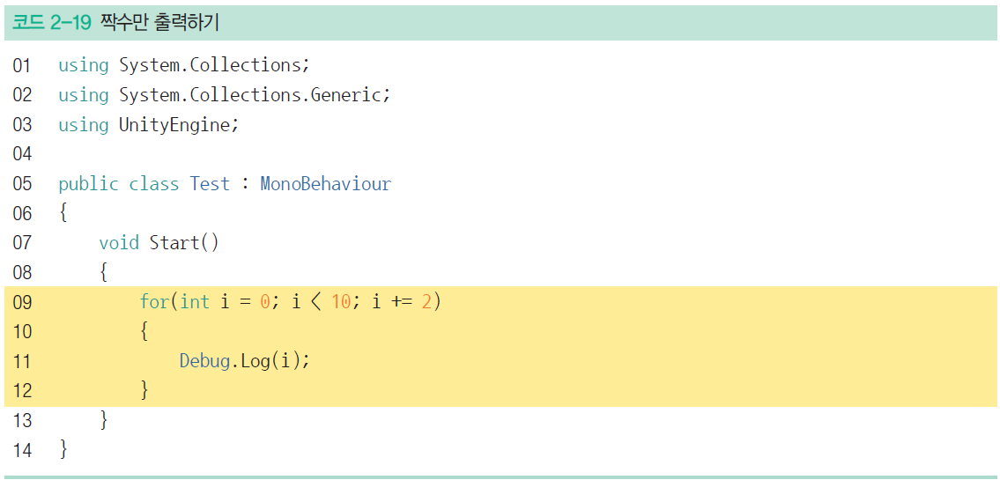 코드 2-19 짝수만 출력하기
01 using System.Collections;
02 using System.Collections.Generic;
03 using UnityEngine;
04
05 public class Test : MonoBehaviour
06 {
07     void Start()
08     {
09         for(int i = 0; i < 10; i += 2)
10         {
11             Debug.Log(i);
12         }
13     }
14 }